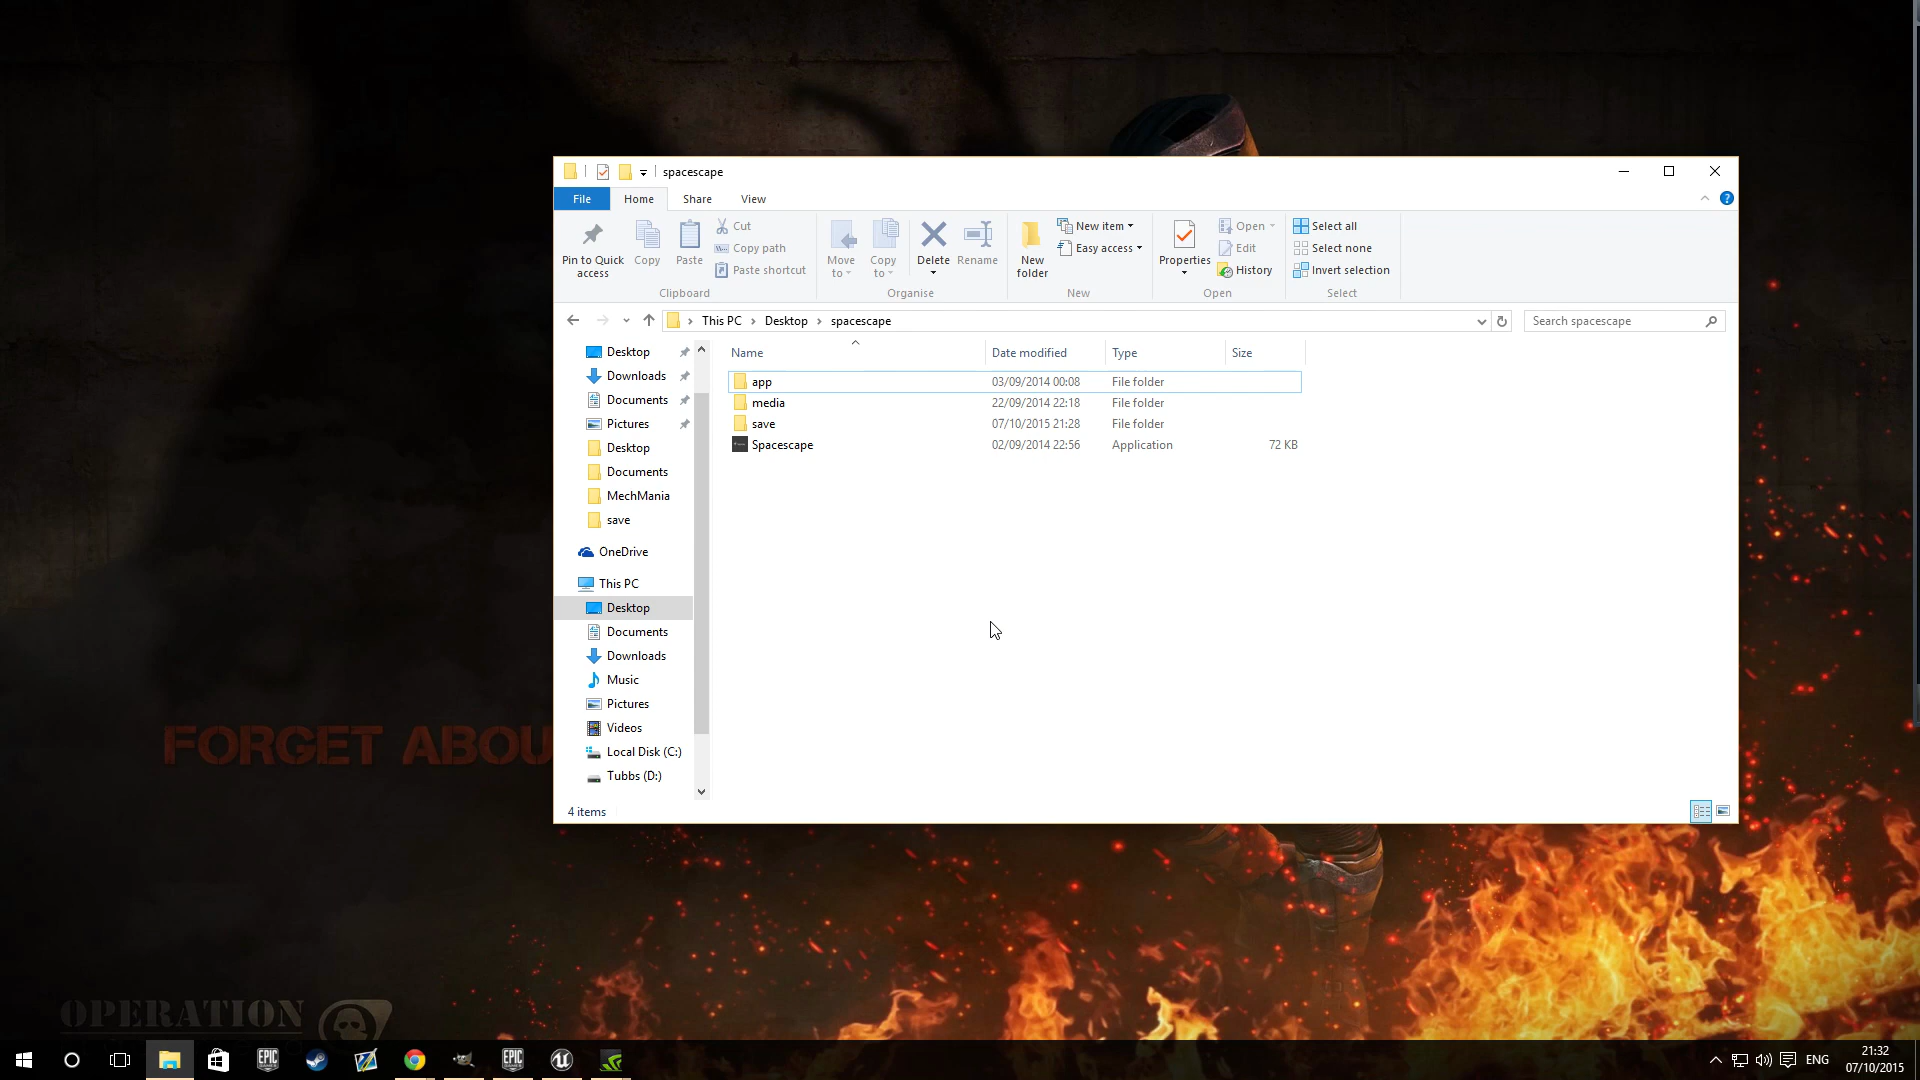 spacescape
File Home Share View
Pin to Quick access
Copy
Paste
Cut
Copy path
Paste shortcut
Clipboard
Move to
Copy to
Delete
Rename
Organise
New folder
New item
Easy access
New
Properties
Open
Edit
History
Open
Select all
Select none
Invert selection
Select
This PC Desktop spacescape
Search spacescape
Desktop
Downloads
Documents
Pictures
Desktop
Documents
MechMania
save
OneDrive
This PC
Desktop
Documents
Downloads
Music
Pictures
Videos
Local Disk (C:)
Tubbs (D:)
Name Date modified Type Size
app 03/09/2014 00:08 File folder
media 22/09/2014 22:18 File folder
save 07/10/2015 21:28 File folder
Spacescape 02/09/2014 22:56 Application 72 KB
4 items
FORGET ABOU
OPERATION
EPIC GAMES
EPIC GAMES
ENG
21:32
07/10/2015